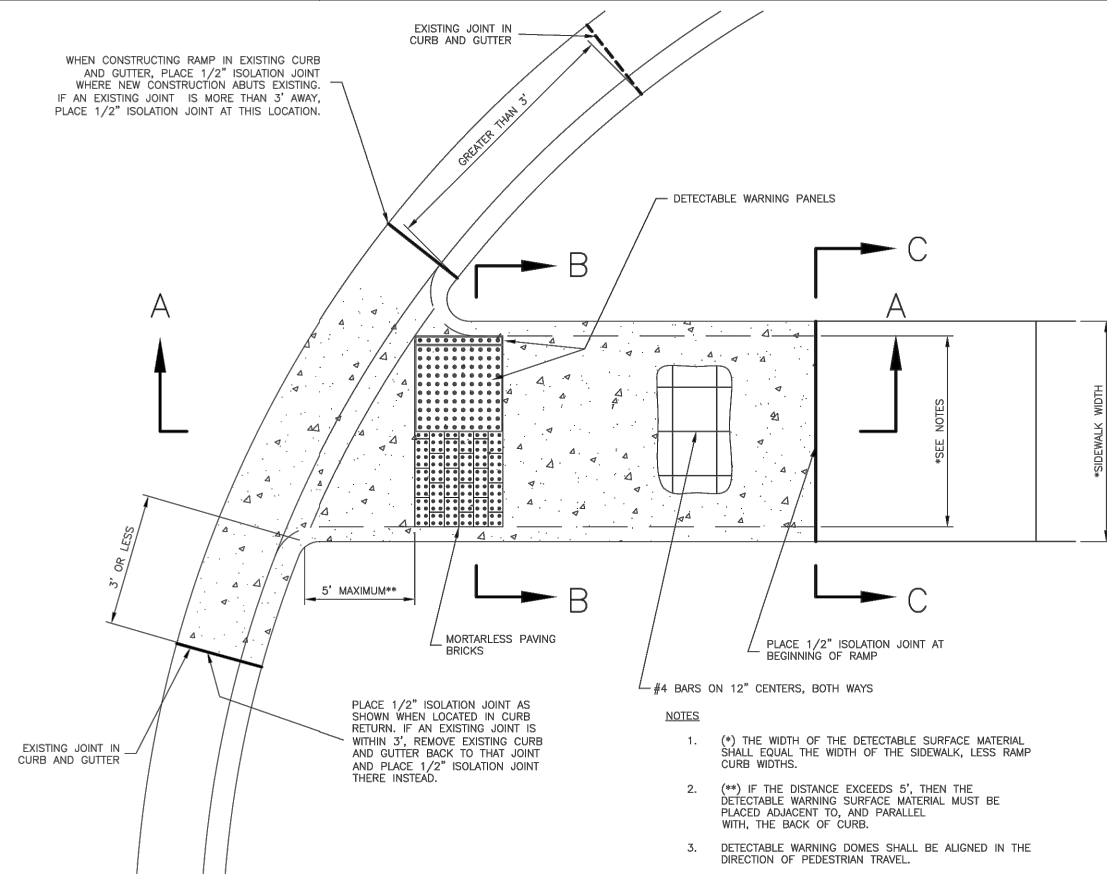 EXISTING JOINT IN
CURB AND GUTTER
WHEN CONSTRUCTING RAMP IN EXISTING CURB
AND GUTTER, PLACE 1/2" ISOLATION JOINT
WHERE NEW CONSTRUCTION ABUTS EXISTING.
IF AN EXISTING JOINT IS MORE THAN 3' AWAY,
PLACE 1/2" ISOLATION JOINT AT THIS LOCATION.
GREATER THAN 3'
DETECTABLE WARNING PANELS
B
C
A
A
*SEE NOTES
*SIDEWALK WIDTH
3' OR LESS
5' MAXIMUM**
B
C
MORTARLESS PAVING
BRICKS
PLACE 1/2" ISOLATION JOINT AT
BEGINNING OF RAMP
#4 BARS ON 12" CENTERS, BOTH WAYS
PLACE 1/2" ISOLATION JOINT AS
SHOWN WHEN LOCATED IN CURB
RETURN. IF AN EXISTING JOINT IS
WITHIN 3', REMOVE EXISTING CURB
AND GUTTER BACK TO THAT JOINT
AND PLACE 1/2" ISOLATION JOINT
THERE INSTEAD.
EXISTING JOINT IN
CURB AND GUTTER
NOTES
1. (*) THE WIDTH OF THE DETECTABLE SURFACE MATERIAL
SHALL EQUAL THE WIDTH OF THE SIDEWALK, LESS RAMP
CURB WIDTHS.
2. (**) IF THE DISTANCE EXCEEDS 5', THEN THE
DETECTABLE WARNING SURFACE MATERIAL MUST BE
PLACED ADJACENT TO, AND PARALLEL
WITH, THE BACK OF CURB.
3. DETECTABLE WARNING DOMES SHALL BE ALIGNED IN THE
DIRECTION OF PEDESTRIAN TRAVEL.